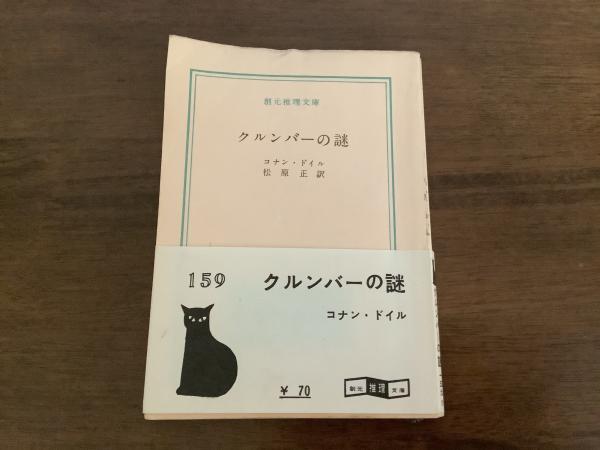 創元推理文庫
クルンバーの謎
コナン・ドイル
松原正訳
159
クルンバーの謎
コナン・ドイル
¥ 70
創元推理文庫